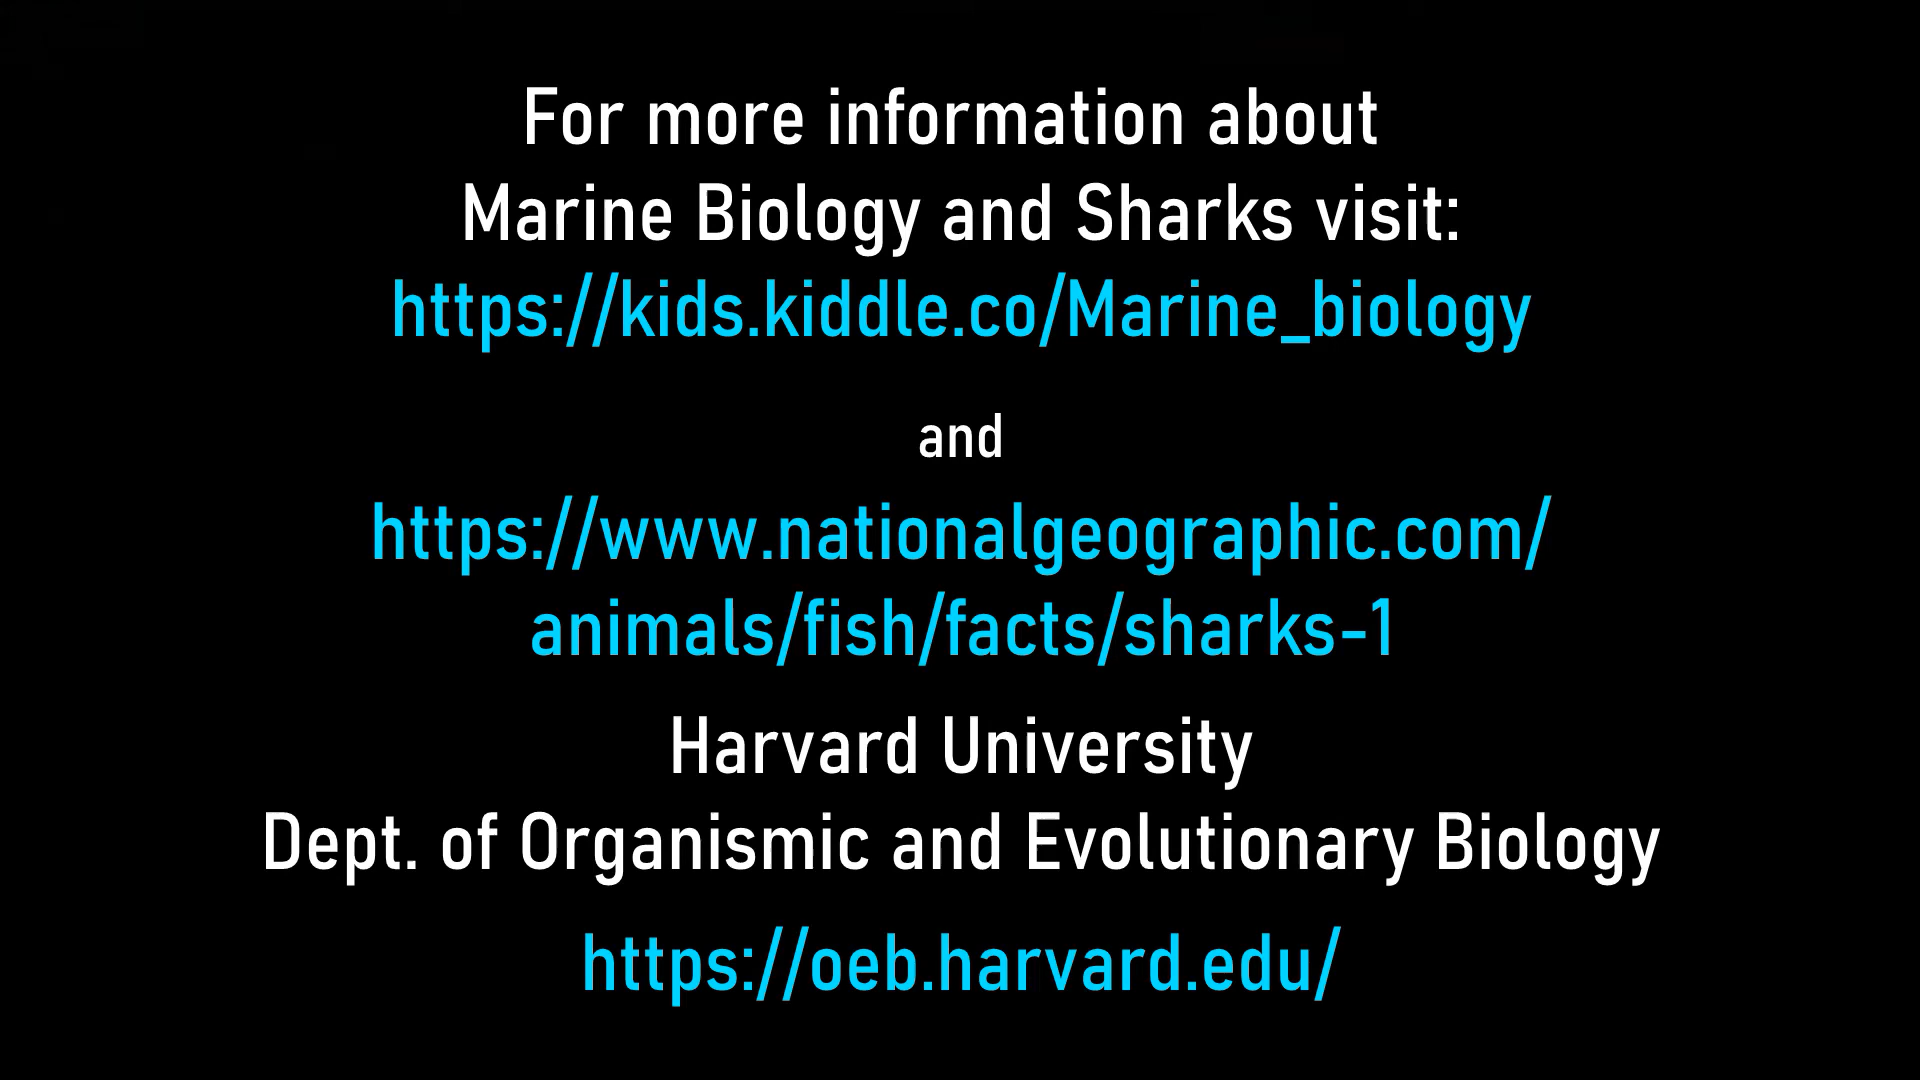 For more information about
Marine Biology and Sharks visit:
https://kids.kiddle.co/Marine_biology
and
https://www.nationalgeographic.com/
animals/fish/facts/sharks-1
Harvard University
Dept. of Organismic and Evolutionary Biology
https://oeb.harvard.edu/